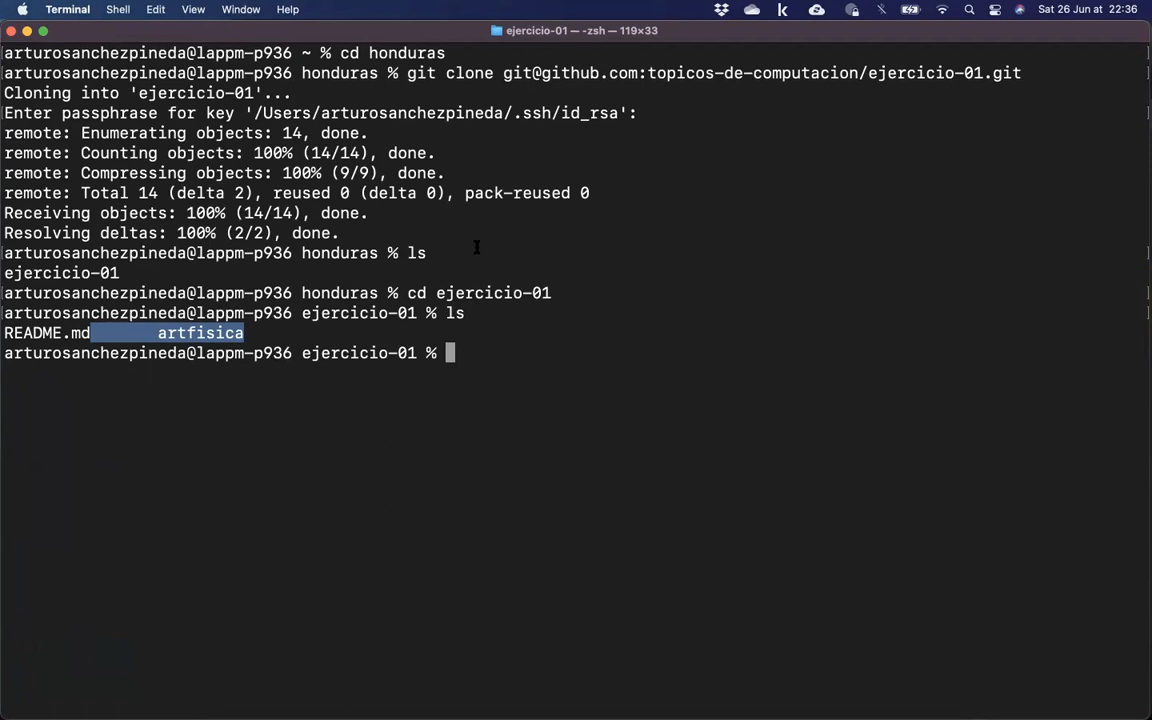 Terminal Shell Edit View Window Help Sat 26 Jun at 22:36
ejercicio-01 — -zsh — 119×33
arturosanchezpineda@lappm-p936 ~ % cd honduras
arturosanchezpineda@lappm-p936 honduras % git clone git@github.com:topicos-de-computacion/ejercicio-01.git
Cloning into 'ejercicio-01'...
Enter passphrase for key '/Users/arturosanchezpineda/.ssh/id_rsa':
remote: Enumerating objects: 14, done.
remote: Counting objects: 100% (14/14), done.
remote: Compressing objects: 100% (9/9), done.
remote: Total 14 (delta 2), reused 0 (delta 0), pack-reused 0
Receiving objects: 100% (14/14), done.
Resolving deltas: 100% (2/2), done.
arturosanchezpineda@lappm-p936 honduras % ls
ejercicio-01
arturosanchezpineda@lappm-p936 honduras % cd ejercicio-01
arturosanchezpineda@lappm-p936 ejercicio-01 % ls
README.md artfisica
arturosanchezpineda@lappm-p936 ejercicio-01 %